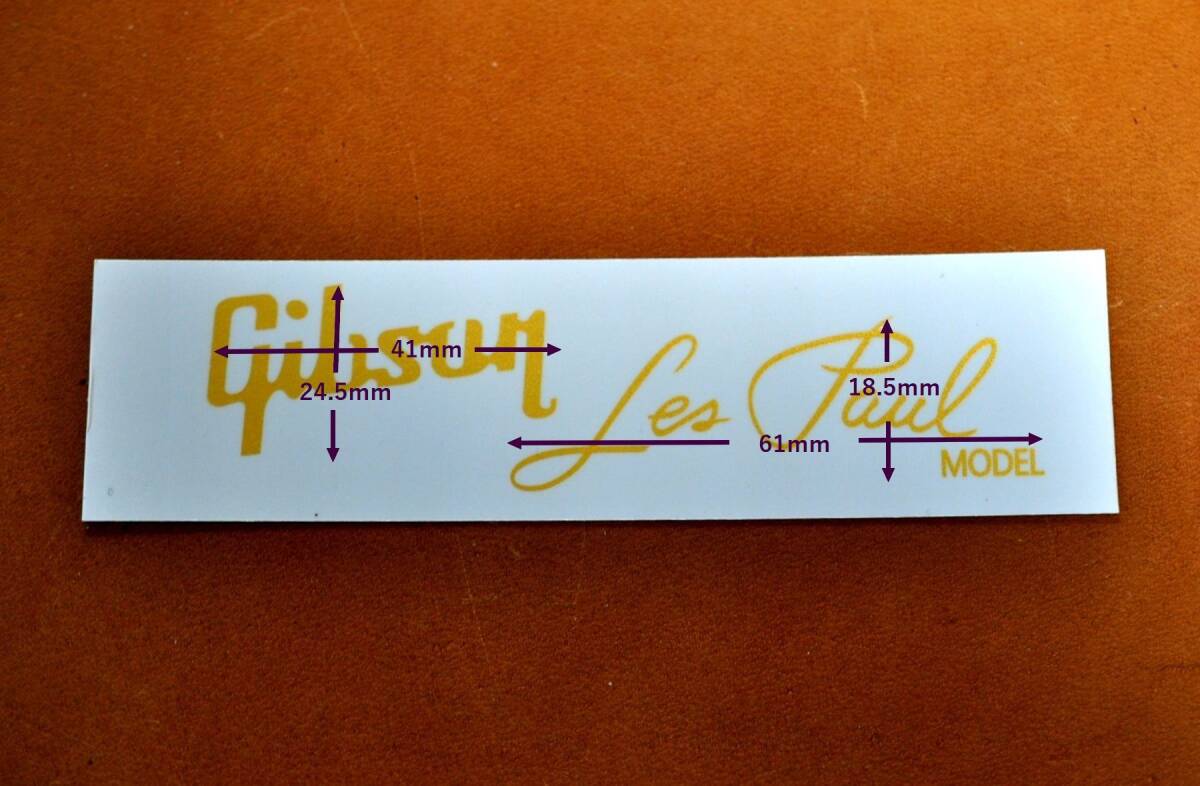 Gibson
41mm
24.5mm
Les Paul
18.5mm
61mm
MODEL